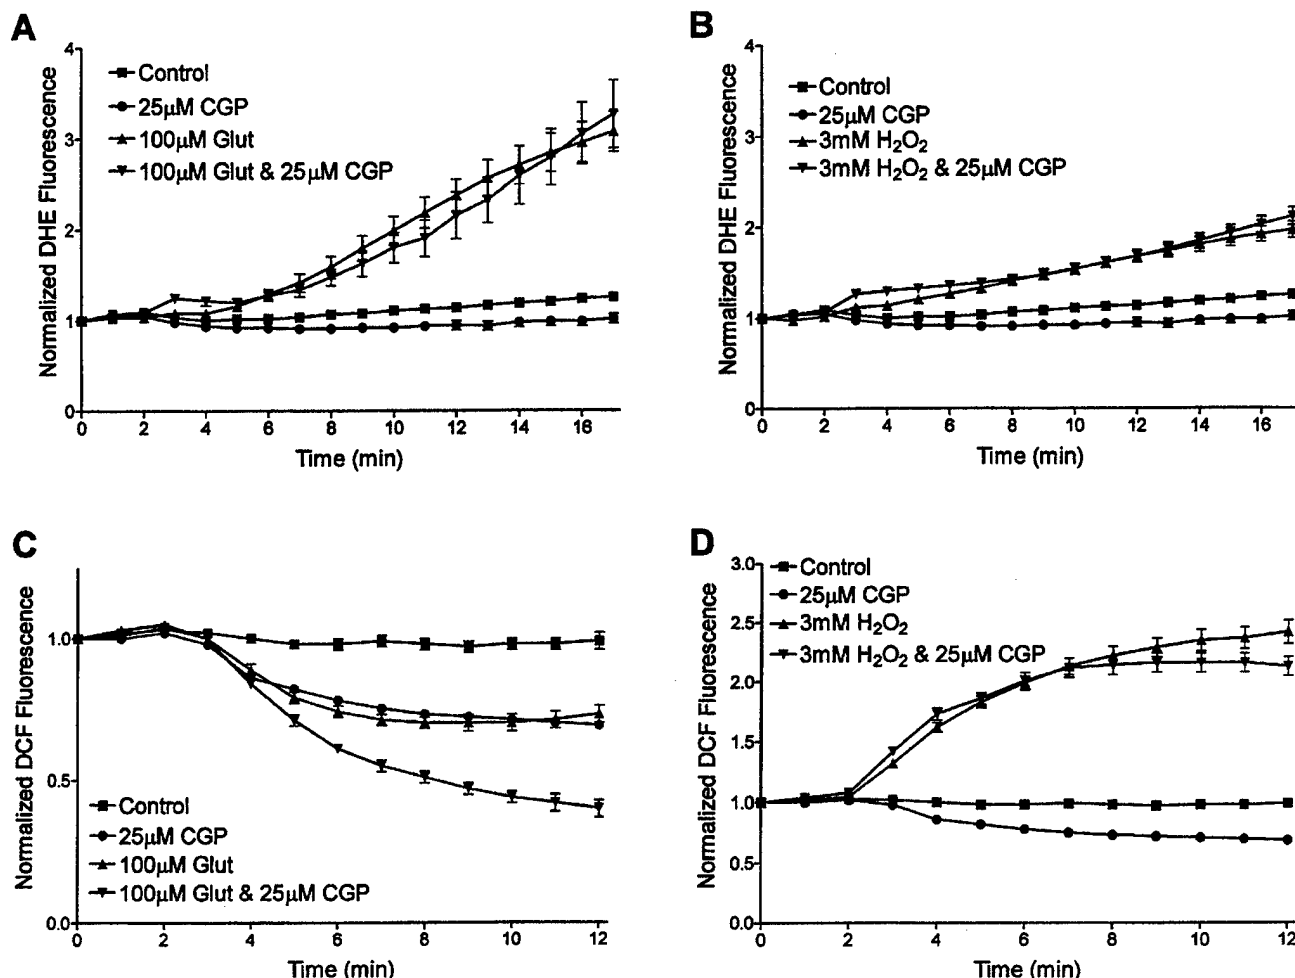 A
Normalized DHE Fluorescence
4
3
2
1
0
Control
25μM CGP
100μM Glut
100μM Glut & 25μM CGP
0 2 4 6 8 10 12 14 16
Time (min)
B
Normalized DHE Fluorescence
4
3
2
1
0
Control
25μM CGP
3mM H₂O₂
3mM H₂O₂ & 25μM CGP
0 2 4 6 8 10 12 14 16
Time (min)
C
Normalized DCF Fluorescence
1.0
0.5
0.0
Control
25μM CGP
100μM Glut
100μM Glut & 25μM CGP
0 2 4 6 8 10 12
Time (min)
D
Normalized DCF Fluorescence
3.0
2.5
2.0
1.5
1.0
0.5
0.0
Control
25μM CGP
3mM H₂O₂
3mM H₂O₂ & 25μM CGP
0 2 4 6 8 10 12
Time (min)